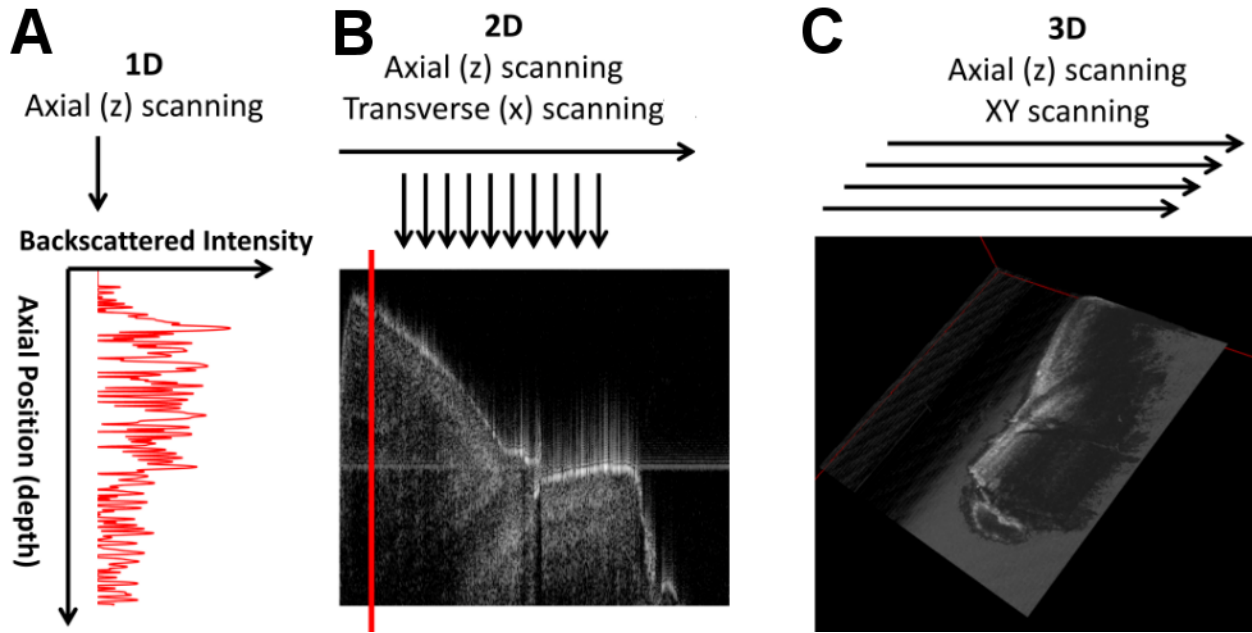 A
1D
Axial (z) scanning
Backscattered Intensity
Axial Position (depth)
B
2D
Axial (z) scanning
Transverse (x) scanning
C
3D
Axial (z) scanning
XY scanning